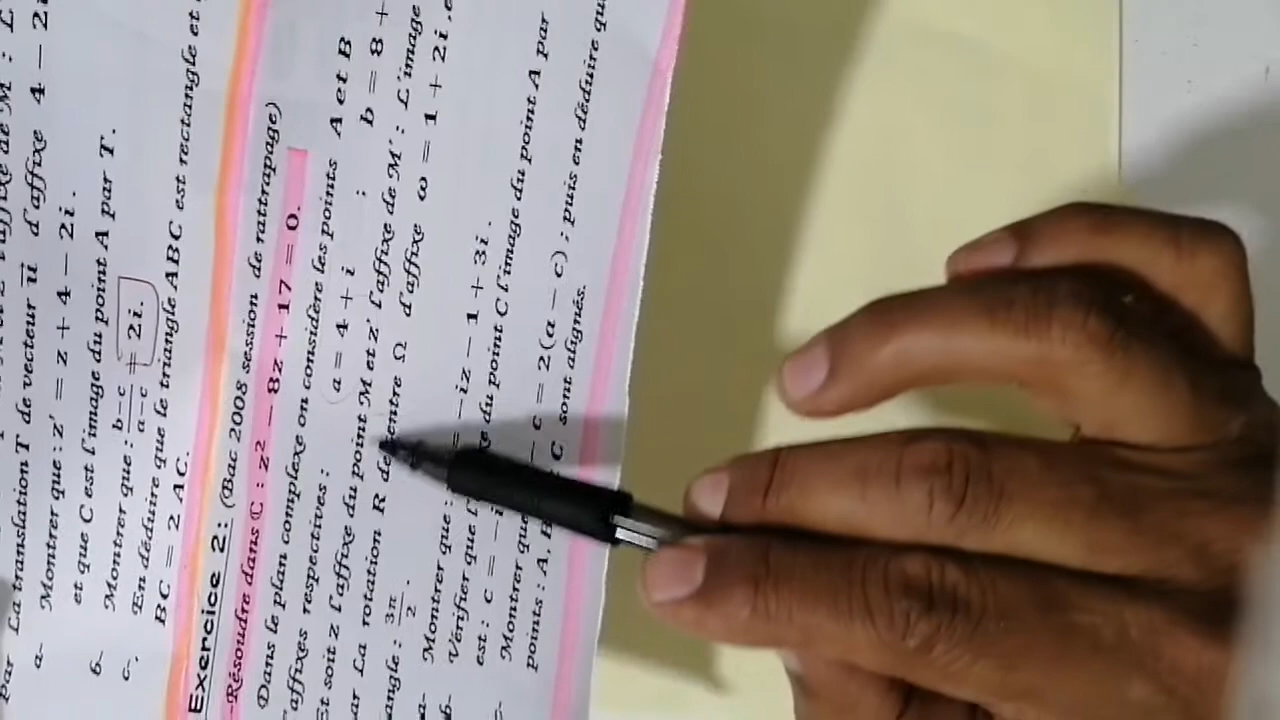 Par La translation T de vecteur u⃗ d'affixe 4 − 2i
a- Montrer que : z' = z + 4 − 2i.
et que C est l'image du point A par T.
b- Montrer que : (b−c)/(a−c) = 2i.
c-. En déduire que le triangle ABC est rectangle et
BC = 2 AC.
Exercice 2: (Bac 2008 session de rattrapage)
-Résoudre dans ℂ : z² − 8z + 17 = 0.
Dans le plan complexe on considère les points A et B
d'affixes respectives : a = 4 + i ; b = 8 +
Et soit z l'affixe du point M et z' l'affixe de M' : L'image
par La rotation R de centre Ω d'affixe ω = 1 + 2i
angle : 3π/2 .
a- Montrer que : = −iz − 1 + 3i.
b- Vérifier que du point C l'image du point A par
est : c = −i
c- Montrer que − c = 2(a − c) ; puis en déduire
points : A, B C sont alignés.